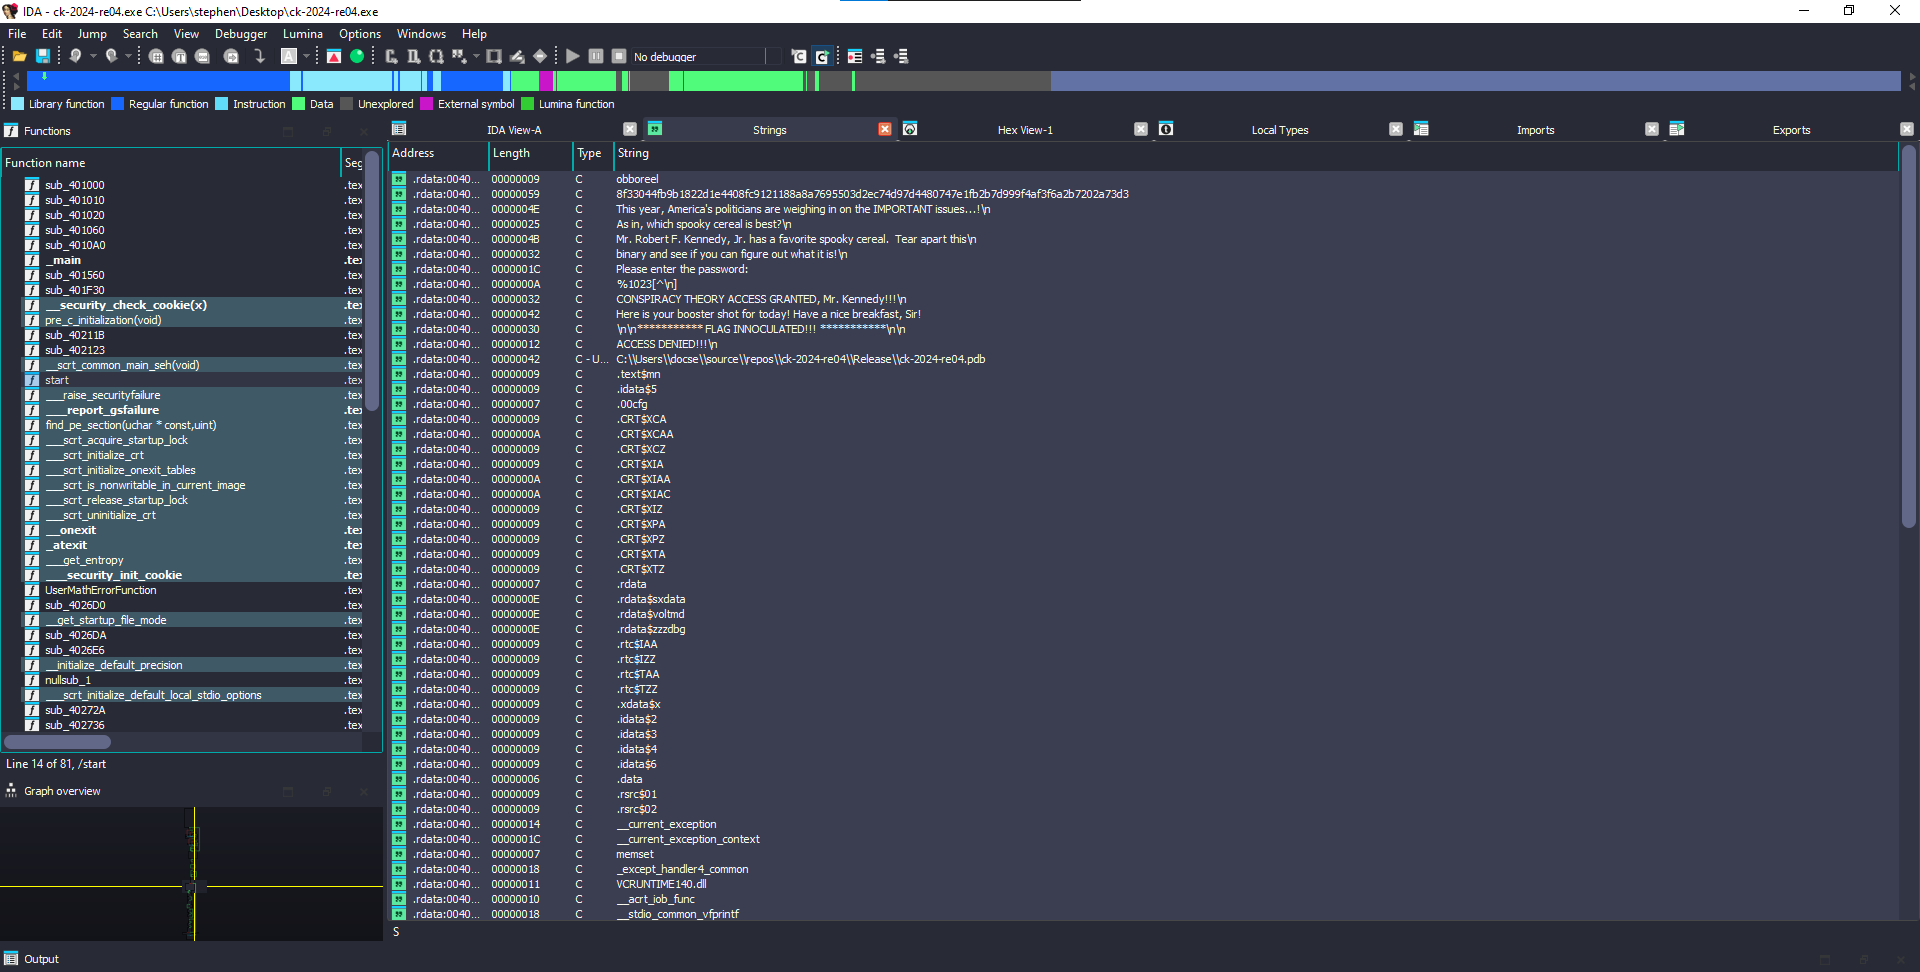 IDA - ck-2024-re04.exe C:\Users\stephen\Desktop\ck-2024-re04.exe
File Edit Jump Search View Debugger Lumina Options Windows Help
No debugger
Library function Regular function Instruction Data Unexplored External symbol Lumina function
Functions
Function name Seg
sub_401000 .tex
sub_401010 .tex
sub_401020 .tex
sub_401060 .tex
sub_4010A0 .tex
_main .tex
sub_401560 .tex
sub_401F30 .tex
__security_check_cookie(x) .tex
pre_c_initialization(void) .tex
sub_40211B .tex
sub_402123 .tex
__scrt_common_main_seh(void) .tex
start .tex
___raise_securityfailure .tex
___report_gsfailure .tex
find_pe_section(uchar * const,uint) .tex
___scrt_acquire_startup_lock .tex
___scrt_initialize_crt .tex
___scrt_initialize_onexit_tables .tex
___scrt_is_nonwritable_in_current_image .tex
___scrt_release_startup_lock .tex
___scrt_uninitialize_crt .tex
__onexit .tex
_atexit .tex
___get_entropy .tex
___security_init_cookie .tex
UserMathErrorFunction .tex
sub_4026D0 .tex
__get_startup_file_mode .tex
sub_4026DA .tex
sub_4026E6 .tex
__initialize_default_precision .tex
nullsub_1 .tex
___scrt_initialize_default_local_stdio_options .tex
sub_40272A .tex
sub_402736 .tex
Line 14 of 81, /start
Graph overview
IDA View-A Strings Hex View-1 Local Types Imports Exports
Address Length Type String
.rdata:0040... 00000009 C obboreel
.rdata:0040... 00000059 C 8f33044fb9b1822d1e4408fc9121188a8a7695503d2ec74d97d4480747e1fb2b7d999f4af3f6a2b7202a73d3
.rdata:0040... 0000004E C This year, America's politicians are weighing in on the IMPORTANT issues...!\n
.rdata:0040... 00000025 C As in, which spooky cereal is best?\n
.rdata:0040... 0000004B C Mr. Robert F. Kennedy, Jr. has a favorite spooky cereal.  Tear apart this\n
.rdata:0040... 00000032 C binary and see if you can figure out what it is!\n
.rdata:0040... 0000001C C Please enter the password:
.rdata:0040... 0000000A C %1023[^\n]
.rdata:0040... 00000032 C CONSPIRACY THEORY ACCESS GRANTED, Mr. Kennedy!!!\n
.rdata:0040... 00000042 C Here is your booster shot for today! Have a nice breakfast, Sir!
.rdata:0040... 00000030 C \n\n*********** FLAG INNOCULATED!!! ***********\n\n
.rdata:0040... 00000012 C ACCESS DENIED!!!\n
.rdata:0040... 00000042 C - U... C:\\Users\\docse\\source\\repos\\ck-2024-re04\\Release\\ck-2024-re04.pdb
.rdata:0040... 00000009 C .text$mn
.rdata:0040... 00000009 C .idata$5
.rdata:0040... 00000007 C .00cfg
.rdata:0040... 00000009 C .CRT$XCA
.rdata:0040... 0000000A C .CRT$XCAA
.rdata:0040... 00000009 C .CRT$XCZ
.rdata:0040... 00000009 C .CRT$XIA
.rdata:0040... 0000000A C .CRT$XIAA
.rdata:0040... 0000000A C .CRT$XIAC
.rdata:0040... 00000009 C .CRT$XIZ
.rdata:0040... 00000009 C .CRT$XPA
.rdata:0040... 00000009 C .CRT$XPZ
.rdata:0040... 00000009 C .CRT$XTA
.rdata:0040... 00000009 C .CRT$XTZ
.rdata:0040... 00000007 C .rdata
.rdata:0040... 0000000E C .rdata$sxdata
.rdata:0040... 0000000E C .rdata$voltmd
.rdata:0040... 0000000E C .rdata$zzzdbg
.rdata:0040... 00000009 C .rtc$IAA
.rdata:0040... 00000009 C .rtc$IZZ
.rdata:0040... 00000009 C .rtc$TAA
.rdata:0040... 00000009 C .rtc$TZZ
.rdata:0040... 00000009 C .xdata$x
.rdata:0040... 00000009 C .idata$2
.rdata:0040... 00000009 C .idata$3
.rdata:0040... 00000009 C .idata$4
.rdata:0040... 00000009 C .idata$6
.rdata:0040... 00000006 C .data
.rdata:0040... 00000009 C .rsrc$01
.rdata:0040... 00000009 C .rsrc$02
.rdata:0040... 00000014 C __current_exception
.rdata:0040... 0000001C C __current_exception_context
.rdata:0040... 00000007 C memset
.rdata:0040... 00000018 C _except_handler4_common
.rdata:0040... 00000011 C VCRUNTIME140.dll
.rdata:0040... 00000010 C __acrt_iob_func
.rdata:0040... 00000018 C __stdio_common_vfprintf
S
Output